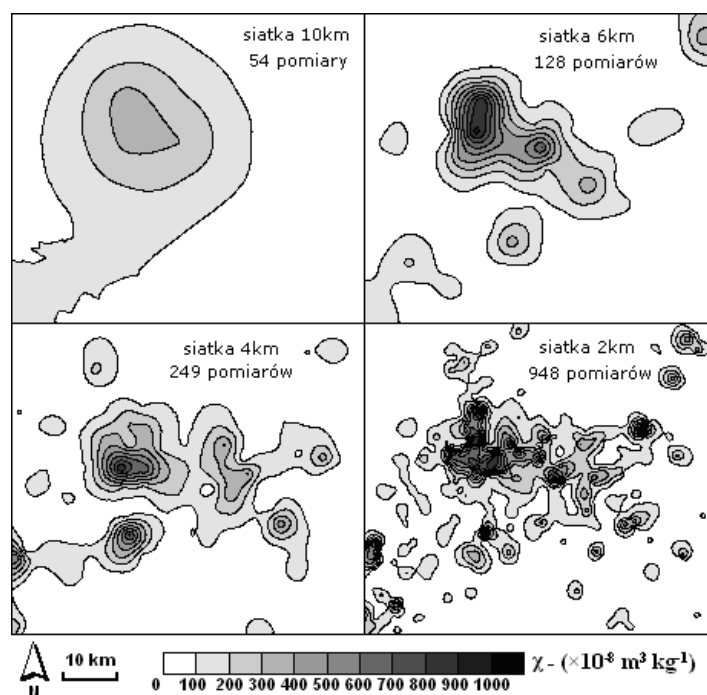 siatka 10km
54 pomiary
siatka 6km
128 pomiarów
siatka 4km
249 pomiarów
siatka 2km
948 pomiarów
N
10 km
χ - (×10⁻⁸ m³ kg⁻¹)
0 100 200 300 400 600 700 800 900 1000